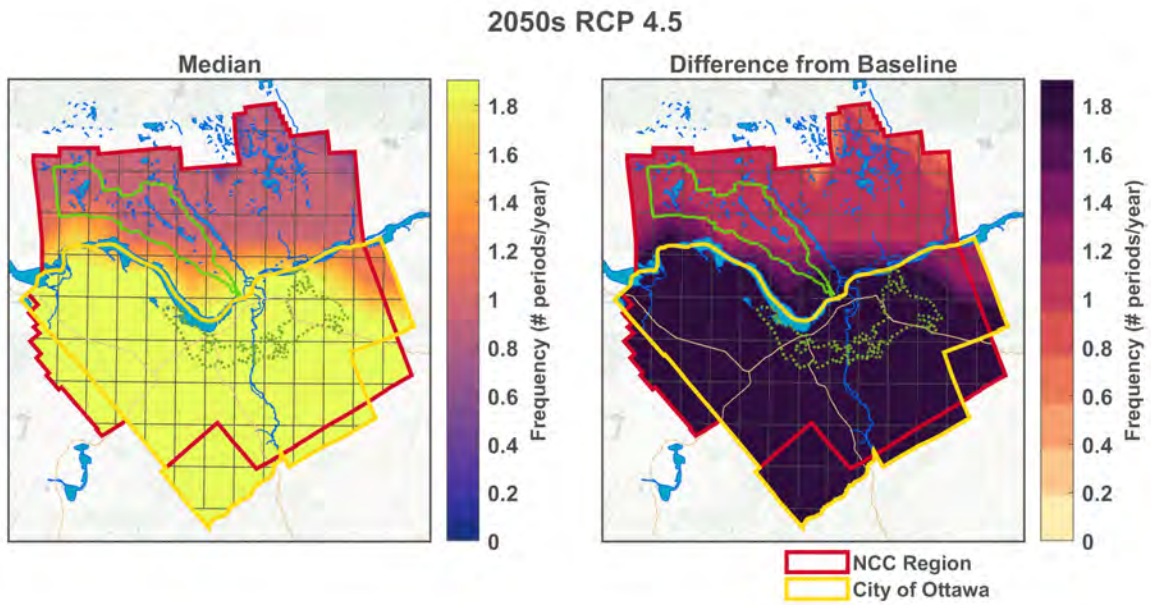 2050s RCP 4.5
Median
Difference from Baseline
1.8
1.6
1.4
1.2
1
0.8
0.6
0.4
0.2
0
Frequency (# periods/year)
1.8
1.6
1.4
1.2
1
0.8
0.6
0.4
0.2
0
Frequency (# periods/year)
NCC Region
City of Ottawa